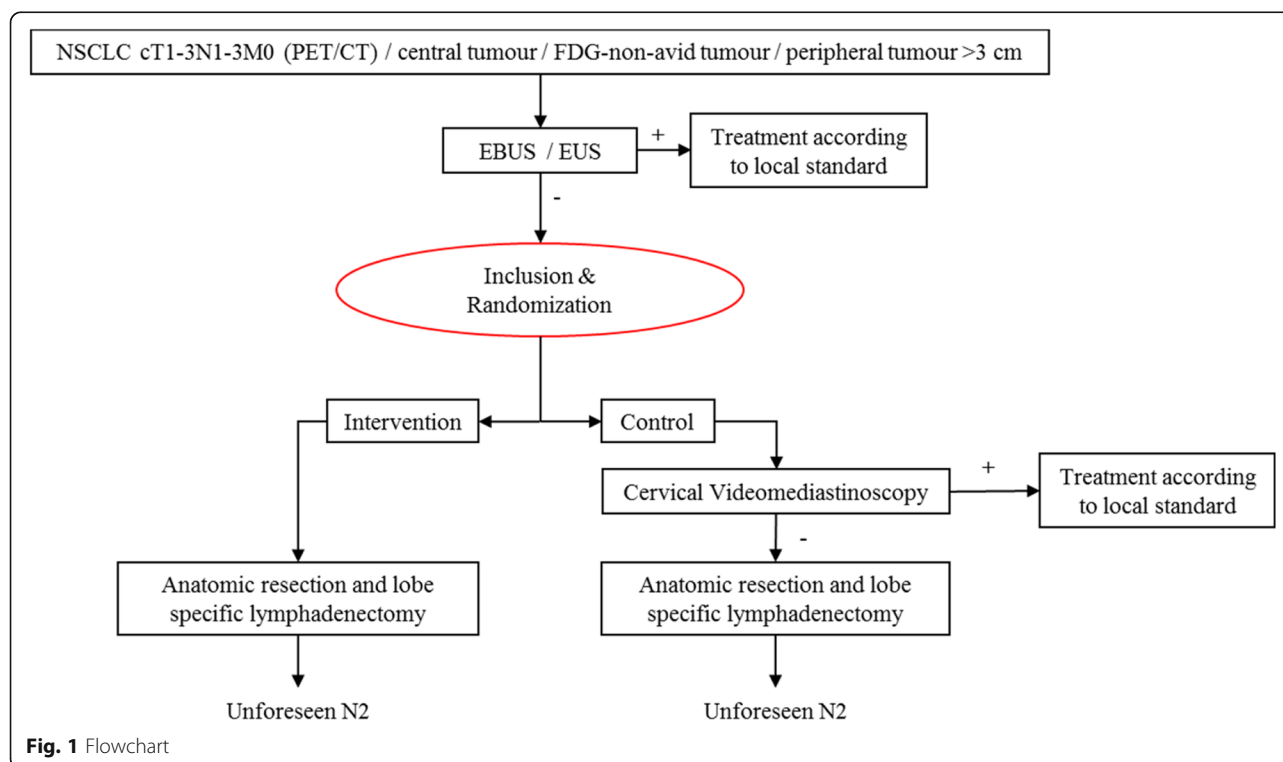 NSCLC cT1-3N1-3M0 (PET/CT) / central tumour / FDG-non-avid tumour / peripheral tumour >3 cm
EBUS / EUS
+
Treatment according
to local standard
-
Inclusion &
Randomization
Intervention
Control
Cervical Videomediastinoscopy
+
Treatment according
to local standard
-
Anatomic resection and lobe
specific lymphadenectomy
Anatomic resection and lobe
specific lymphadenectomy
Unforeseen N2
Unforeseen N2
Fig. 1 Flowchart